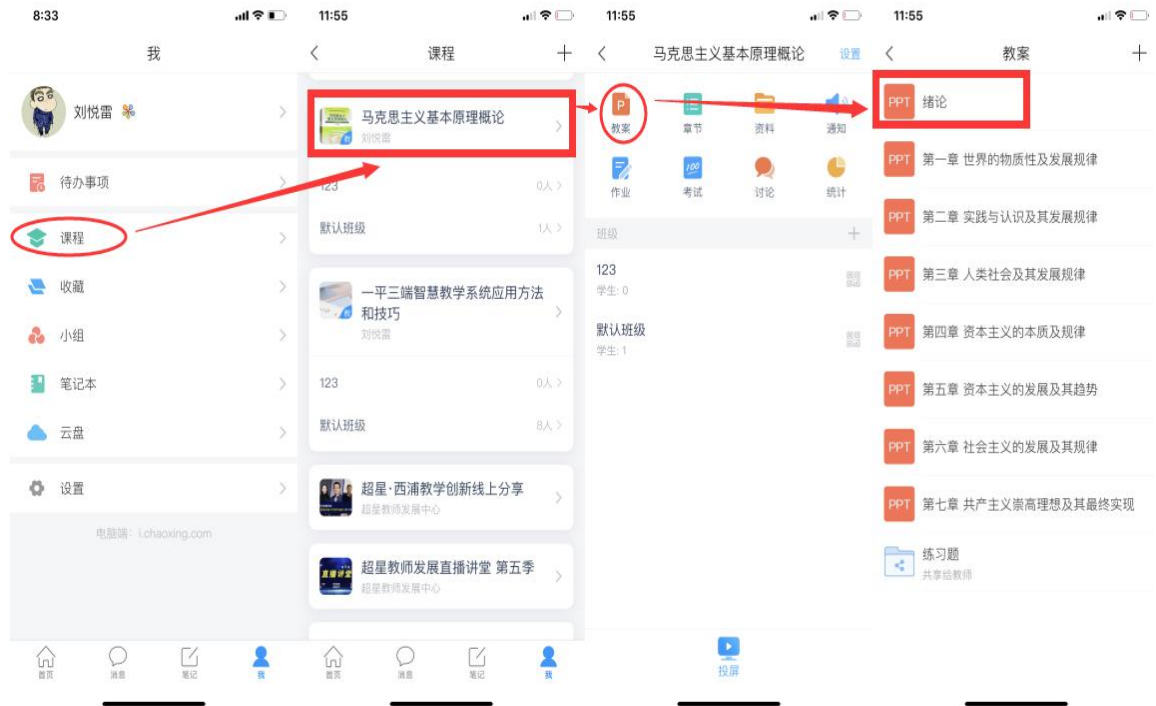 8:33
我
刘悦雷
待办事项
课程
收藏
小组
笔记本
云盘
设置
电脑端：i.chaoxing.com
首页
消息
笔记
我
11:55
课程
马克思主义基本原理概论
刘悦雷
123
0人
默认班级
1人
一平三端智慧教学系统应用方法
和技巧
刘悦雷
123
0人
默认班级
8人
超星·西浦教学创新线上分享
超星教师发展中心
直播讲堂
超星教师发展直播讲堂 第五季
超星教师发展中心
首页
消息
笔记
我
11:55
马克思主义基本原理概论
设置
P
教案
章节
资料
通知
作业
100
考试
讨论
统计
班级
123
学生: 0
默认班级
学生: 1
投屏
11:55
教案
PPT 绪论
PPT 第一章 世界的物质性及发展规律
PPT 第二章 实践与认识及其发展规律
PPT 第三章 人类社会及其发展规律
PPT 第四章 资本主义的本质及规律
PPT 第五章 资本主义的发展及其趋势
PPT 第六章 社会主义的发展及其规律
PPT 第七章 共产主义崇高理想及其最终实现
练习题
共享给教师